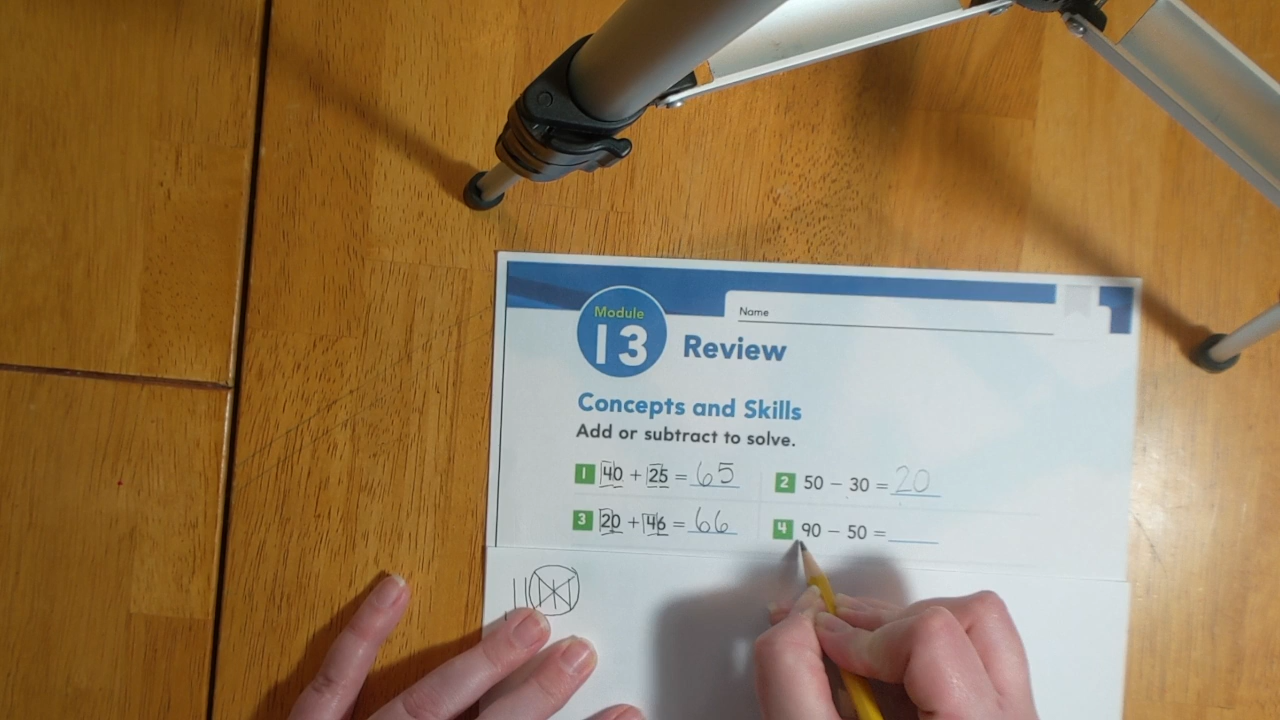 Module
13
Name
Review
Concepts and Skills
Add or subtract to solve.
1 40 + 25 = 65
2 50 - 30 = 20
3 20 + 46 = 66
4 90 - 50 =